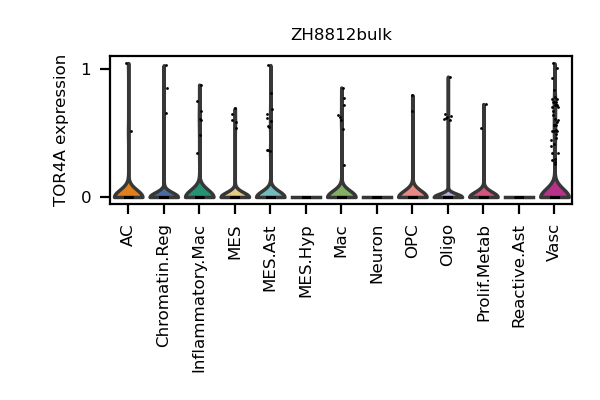 ZH8812bulk
TOR4A expression
1
0
AC
Chromatin.Reg
Inflammatory.Mac
MES
MES.Ast
MES.Hyp
Mac
Neuron
OPC
Oligo
Prolif.Metab
Reactive.Ast
Vasc